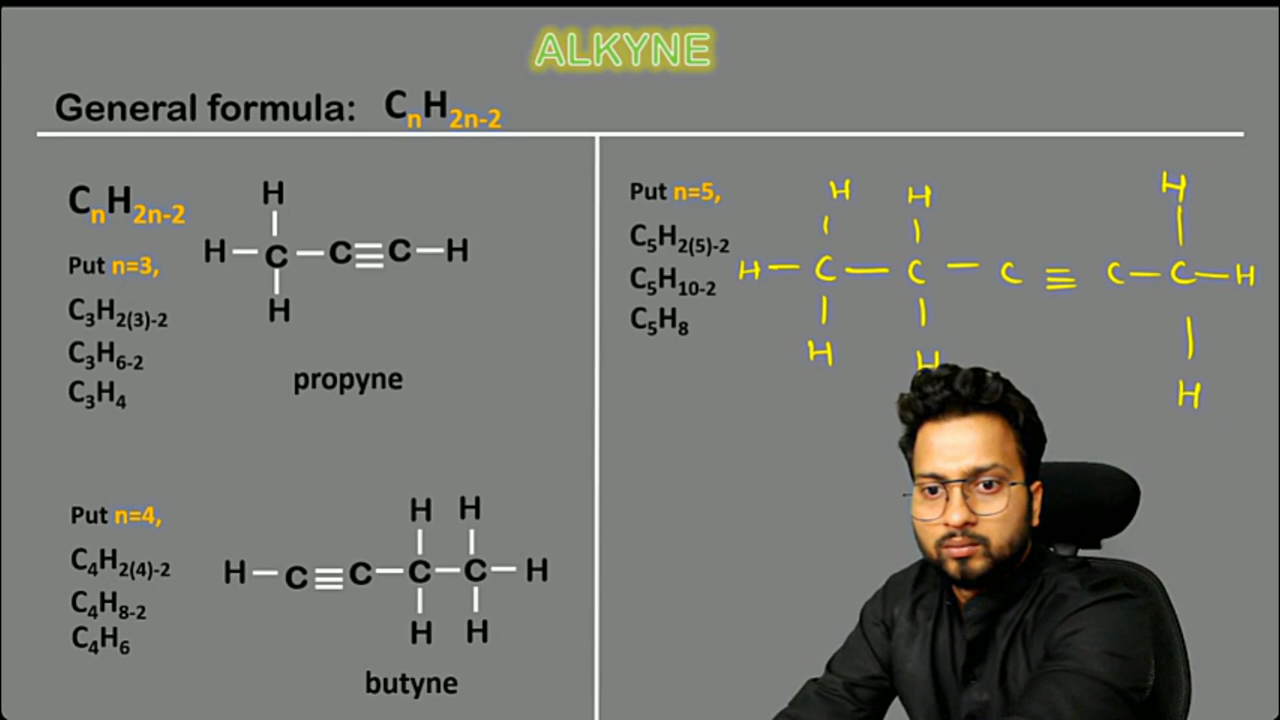 ALKYNE
General formula: CₙH₂ₙ₋₂
CₙH₂ₙ₋₂
Put n=3,
C₃H₂₍₃₎₋₂
C₃H₆₋₂
C₃H₄
H
H—C—C≡C—H
H
propyne
Put n=4,
C₄H₂₍₄₎₋₂
C₄H₈₋₂
C₄H₆
H H
H—C≡C—C—C—H
H H
butyne
Put n=5,
C₅H₂₍₅₎₋₂
C₅H₁₀₋₂
C₅H₈
H H H
H—C—C—C≡C—C—H
H H H